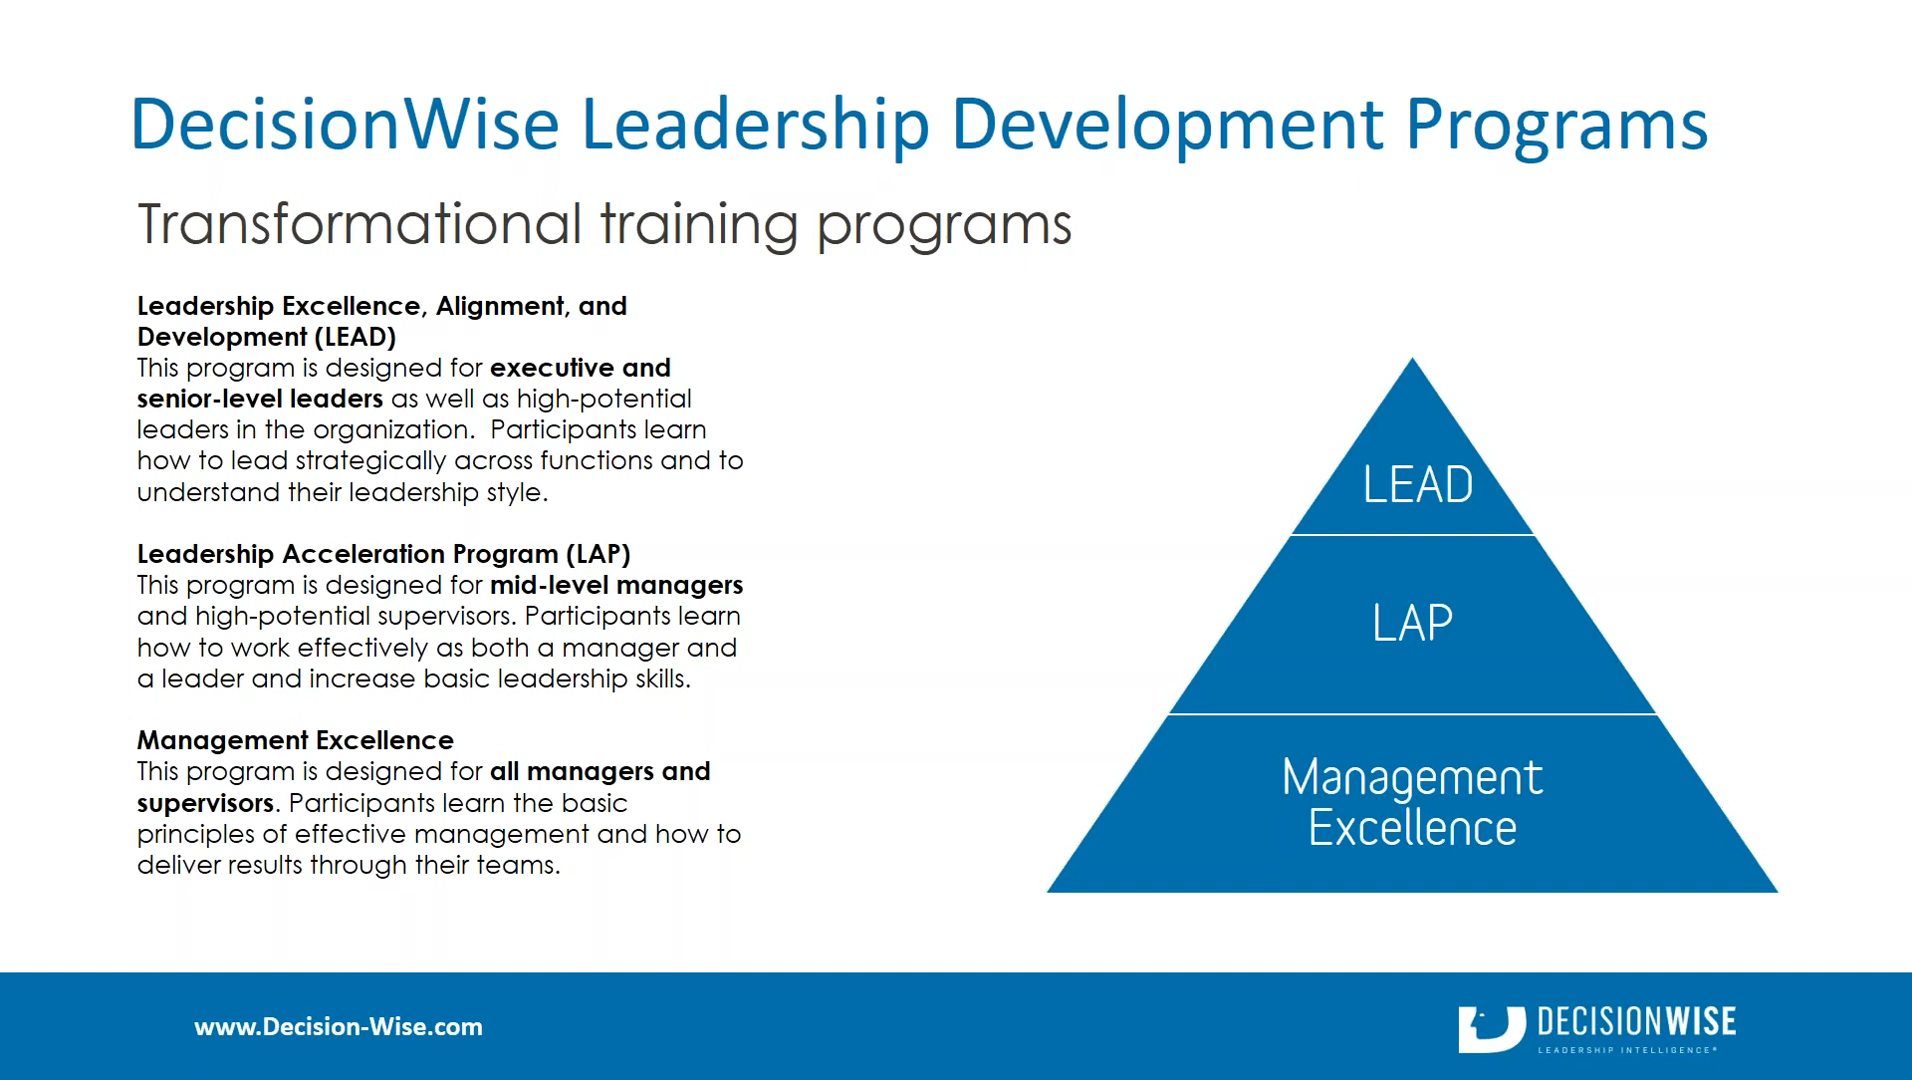 DecisionWise Leadership Development Programs
Transformational training programs
Leadership Excellence, Alignment, and
Development (LEAD)
This program is designed for executive and
senior-level leaders as well as high-potential
leaders in the organization.  Participants learn
how to lead strategically across functions and to
understand their leadership style.
Leadership Acceleration Program (LAP)
This program is designed for mid-level managers
and high-potential supervisors. Participants learn
how to work effectively as both a manager and
a leader and increase basic leadership skills.
Management Excellence
This program is designed for all managers and
supervisors. Participants learn the basic
principles of effective management and how to
deliver results through their teams.
LEAD
LAP
Management
Excellence
www.Decision-Wise.com
DECISIONWISE
LEADERSHIP INTELLIGENCE®